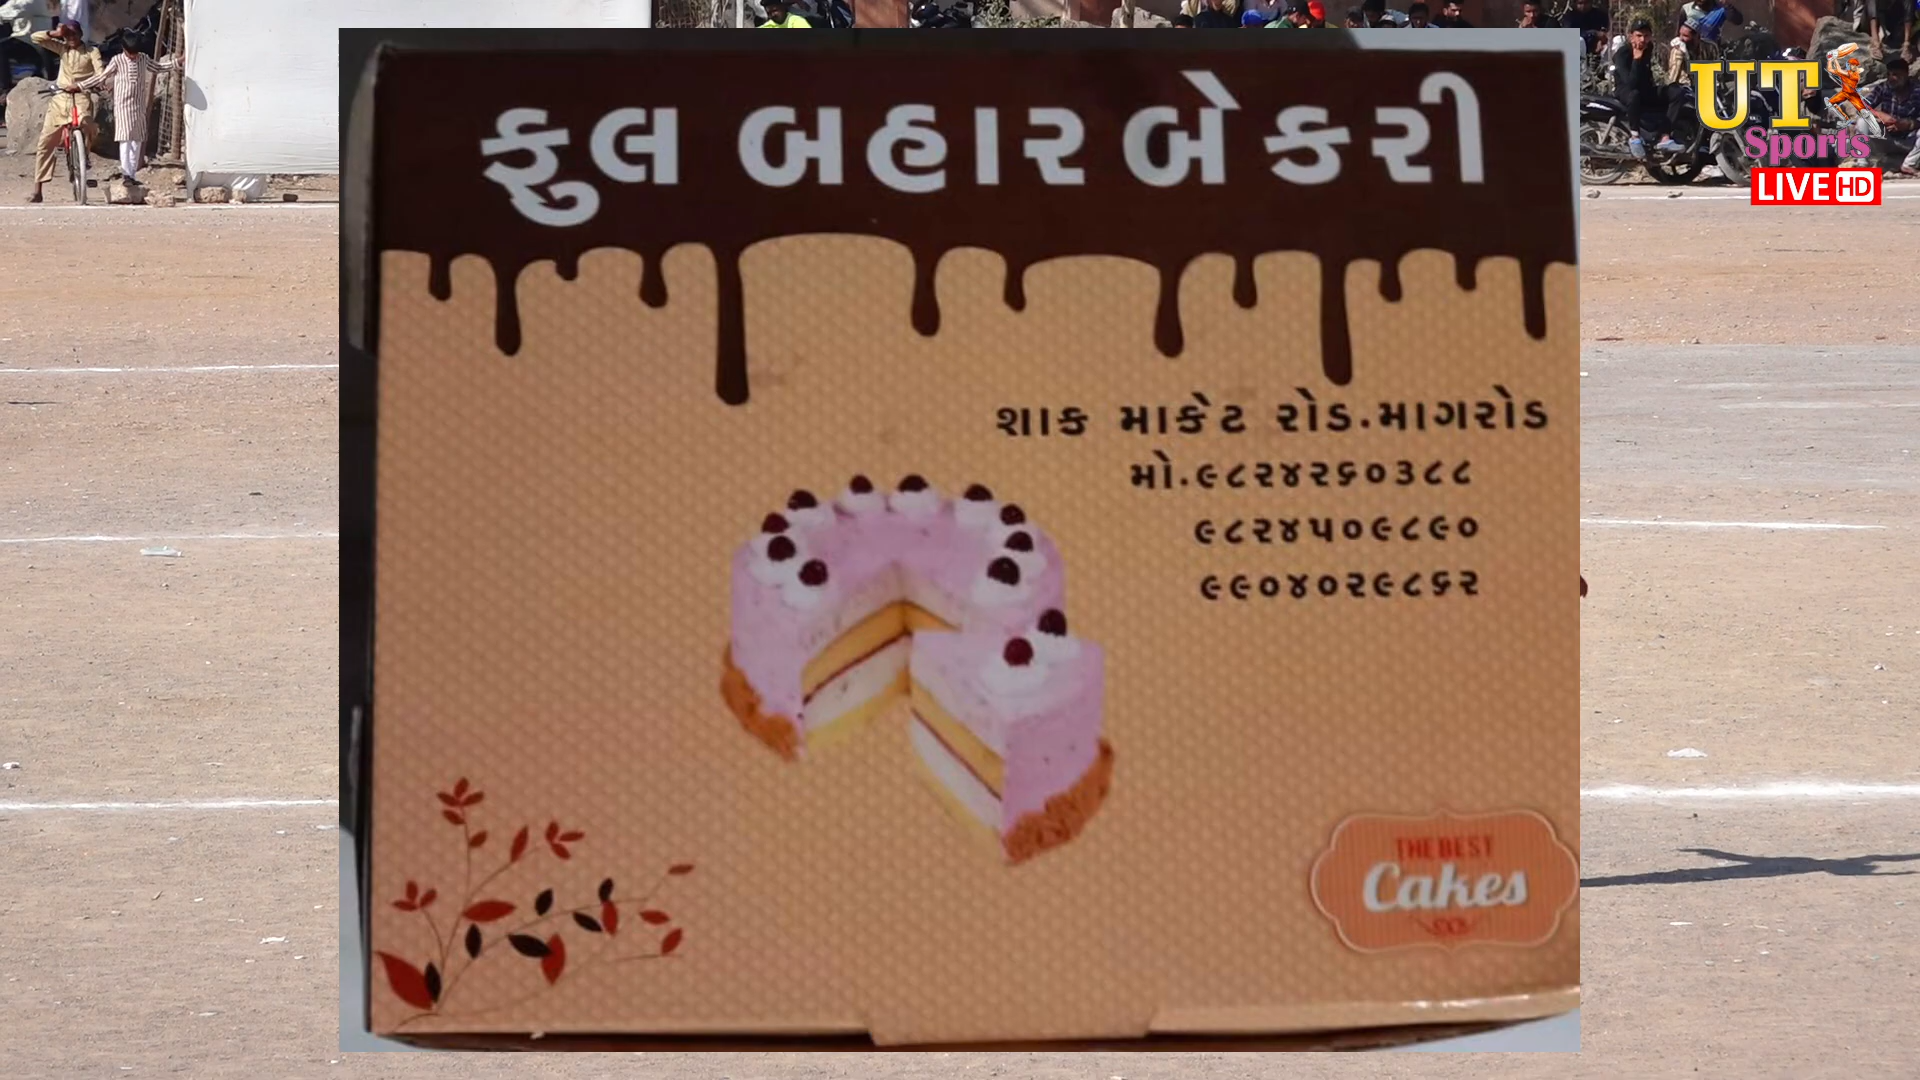 ફુલ બહાર બેકરી
શાક માર્કેટ રોડ.માગરોડ
મો.૯૮૨૪૨૬૦૩૮૮
૯૮૨૪૫૦૯૮૯૦
૯૯૦૪૦૨૯૮૬૨
THE BEST
Cakes
UT
Sports
LIVE HD